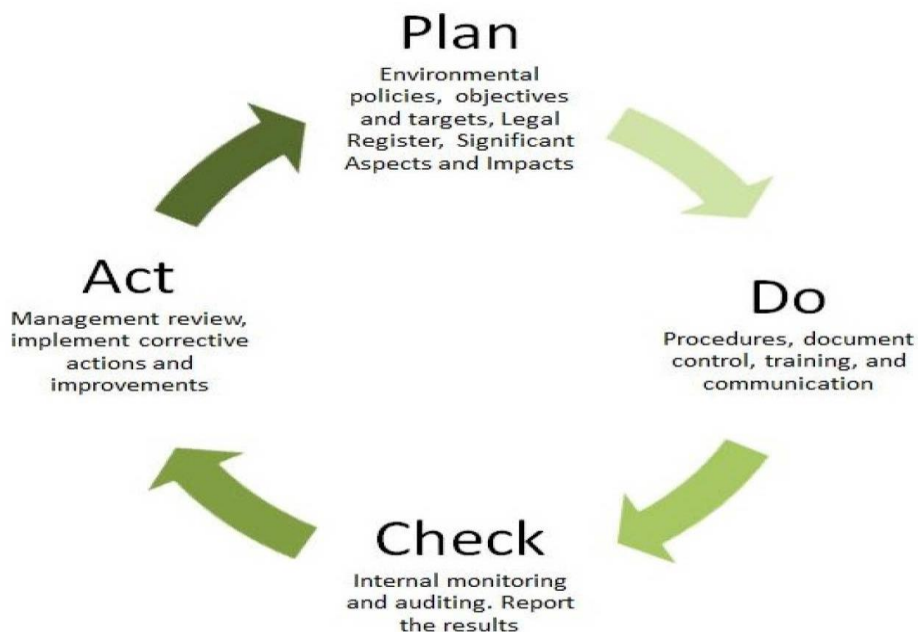 Plan
Environmental
policies, objectives
and targets, Legal
Register, Significant
Aspects and Impacts
Do
Procedures, document
control, training, and
communication
Check
Internal monitoring
and auditing. Report
the results
Act
Management review,
implement corrective
actions and
improvements